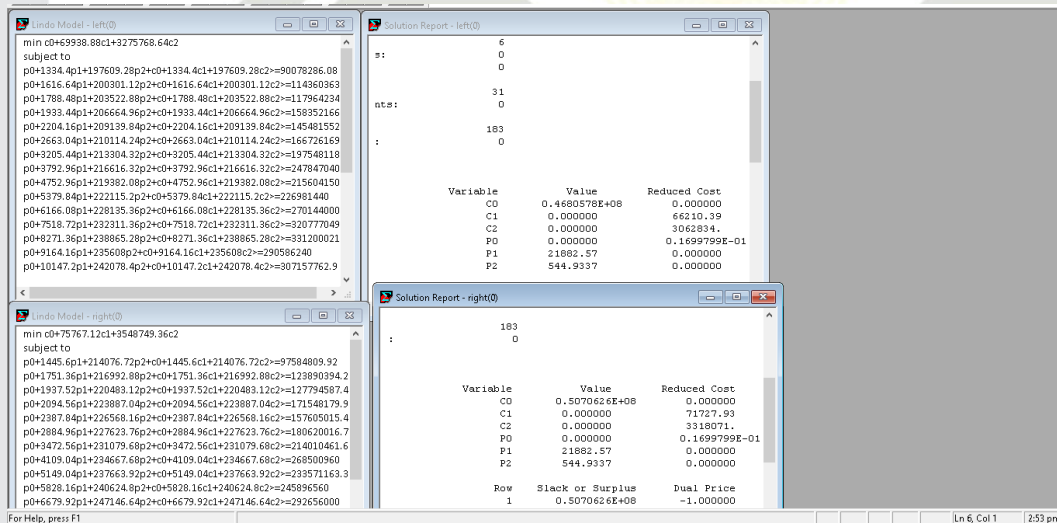 Lindo Model - left(0)
min c0+69938.88c1+3275768.64c2
subject to
p0+1334.4p1+197609.28p2+c0+1334.4c1+197609.28c2>=90078286.08
p0+1616.64p1+200301.12p2+c0+1616.64c1+200301.12c2>=114360363
p0+1788.48p1+203522.88p2+c0+1788.48c1+203522.88c2>=117964234
p0+1933.44p1+206664.96p2+c0+1933.44c1+206664.96c2>=158352166
p0+2204.16p1+209139.84p2+c0+2204.16c1+209139.84c2>=145481552
p0+2663.04p1+210114.24p2+c0+2663.04c1+210114.24c2>=166726169
p0+3205.44p1+213304.32p2+c0+3205.44c1+213304.32c2>=197548118
p0+3792.96p1+216616.32p2+c0+3792.96c1+216616.32c2>=247847040
p0+4752.96p1+219382.08p2+c0+4752.96c1+219382.08c2>=215604150
p0+5379.84p1+222115.2p2+c0+5379.84c1+222115.2c2>=226981440
p0+6166.08p1+228135.36p2+c0+6166.08c1+228135.36c2>=270144000
p0+7518.72p1+232311.36p2+c0+7518.72c1+232311.36c2>=320777049
p0+8271.36p1+238865.28p2+c0+8271.36c1+238865.28c2>=331200021
p0+9164.16p1+235608p2+c0+9164.16c1+235608c2>=290586240
p0+10147.2p1+242078.4p2+c0+10147.2c1+242078.4c2>=307157762.9
Solution Report - left(0)
6
s: 0
0
31
nts: 0
183
: 0
Variable Value Reduced Cost
C0 0.4680578E+08 0.000000
C1 0.000000 66210.39
C2 0.000000 3062834.
P0 0.000000 0.1699799E-01
P1 21882.57 0.000000
P2 544.9337 0.000000
Lindo Model - right(0)
min c0+75767.12c1+3548749.36c2
subject to
p0+1445.6p1+214076.72p2+c0+1445.6c1+214076.72c2>=97584809.92
p0+1751.36p1+216992.88p2+c0+1751.36c1+216992.88c2>=123890394.2
p0+1937.52p1+220483.12p2+c0+1937.52c1+220483.12c2>=127794587.4
p0+2094.56p1+223887.04p2+c0+2094.56c1+223887.04c2>=171548179.9
p0+2387.84p1+226568.16p2+c0+2387.84c1+226568.16c2>=157605015.4
p0+2884.96p1+227623.76p2+c0+2884.96c1+227623.76c2>=180620016.7
p0+3472.56p1+231079.68p2+c0+3472.56c1+231079.68c2>=214010461.6
p0+4109.04p1+234667.68p2+c0+4109.04c1+234667.68c2>=268500960
p0+5149.04p1+237663.92p2+c0+5149.04c1+237663.92c2>=233571163.3
p0+5828.16p1+240624.8p2+c0+5828.16c1+240624.8c2>=245896560
p0+6679.92p1+247146.64p2+c0+6679.92c1+247146.64c2>=292656000
Solution Report - right(0)
183
: 0
Variable Value Reduced Cost
C0 0.5070626E+08 0.000000
C1 0.000000 71727.93
C2 0.000000 3318071.
P0 0.000000 0.1699799E-01
P1 21882.57 0.000000
P2 544.9337 0.000000
Row Slack or Surplus Dual Price
1 0.5070626E+08 -1.000000
For Help, press F1
Ln 6, Col 1
2:53 pm